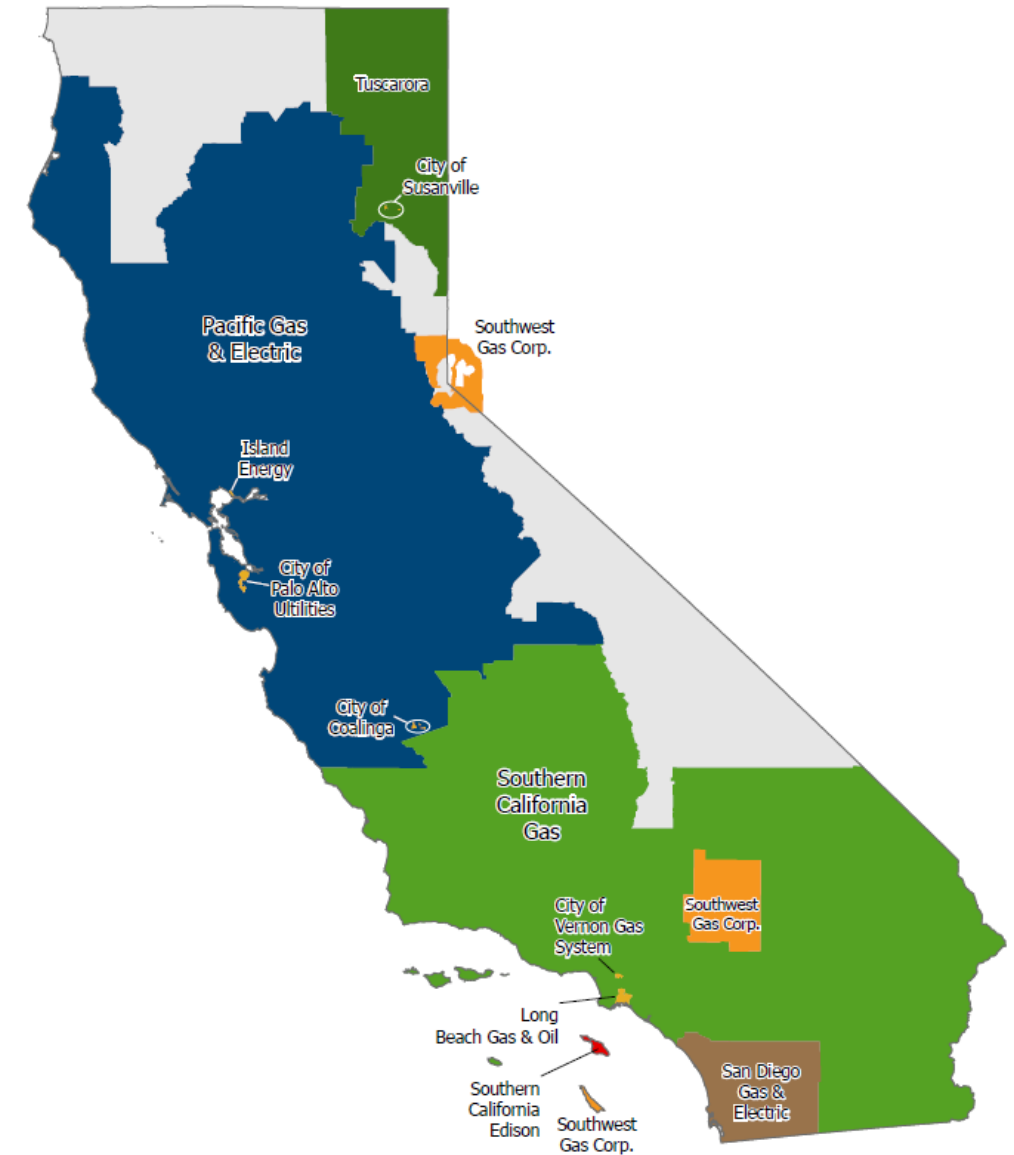 Tuscarora
City of
Susanville
Pacific Gas
& Electric
Southwest
Gas Corp.
Island
Energy
City of
Palo Alto
Ultilities
City of
Coalinga
Southern
California
Gas
Southwest
Gas Corp.
City of
Vernon Gas
System
Long
Beach Gas & Oil
Southern
California
Edison
Southwest
Gas Corp.
San Diego
Gas &
Electric